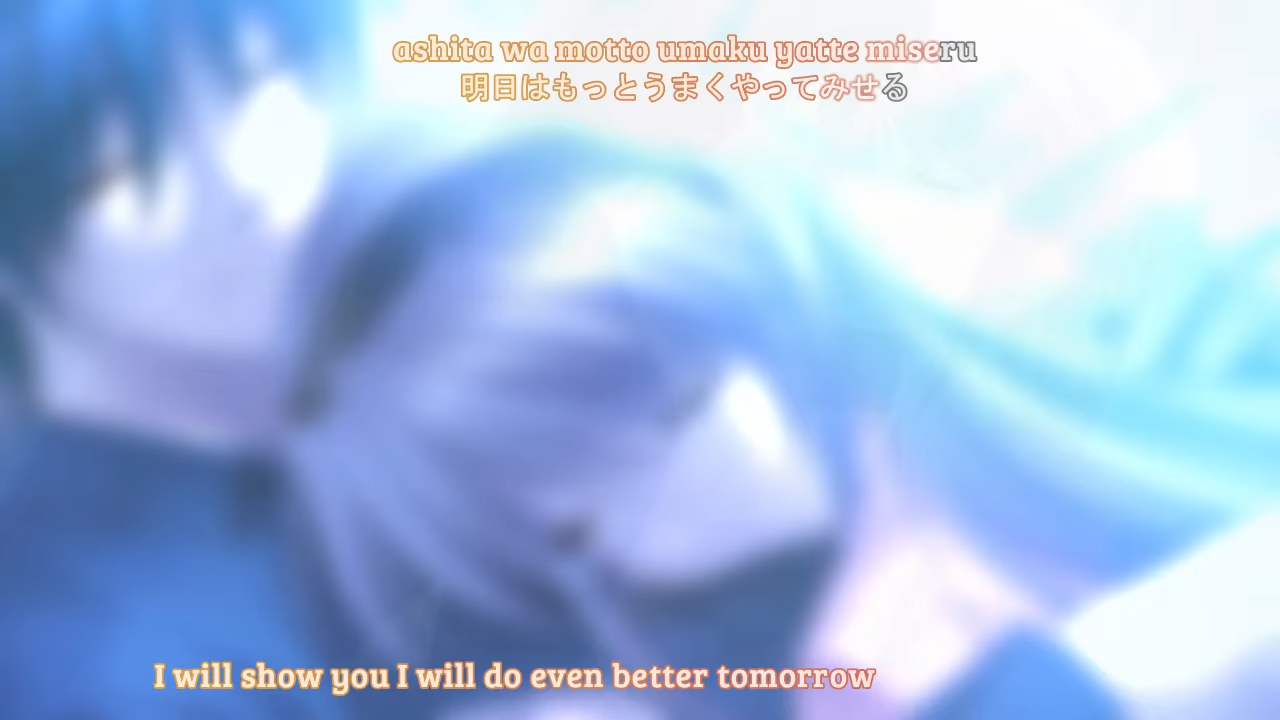 ashita wa motto umaku yatte miseru
明日はもっとうまくやってみせる
I will show you I will do even better tomorrow